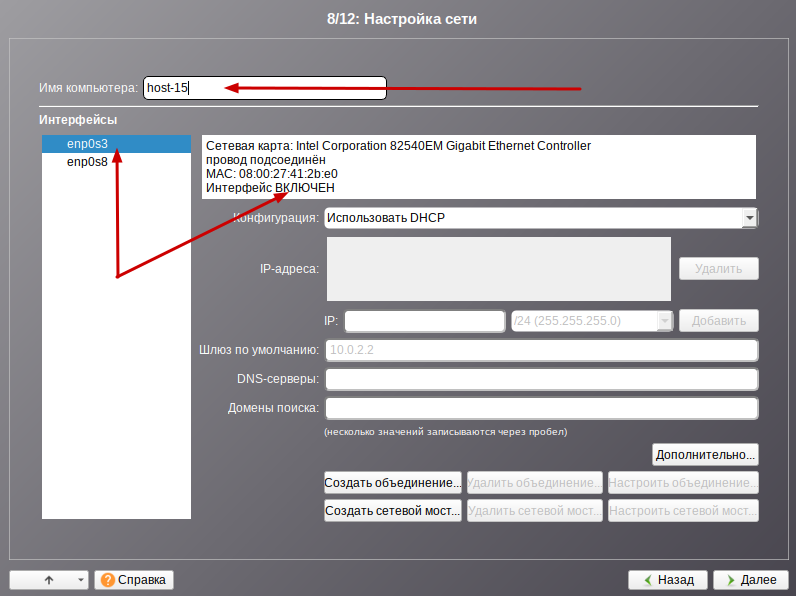 8/12: Настройка сети
Имя компьютера: host-15
Интерфейсы
enp0s3
enp0s8
Сетевая карта: Intel Corporation 82540EM Gigabit Ethernet Controller
провод подсоединён
MAC: 08:00:27:41:2b:e0
Интерфейс ВКЛЮЧЕН
Конфигурация: Использовать DHCP
IP-адреса: Удалить
IP: /24 (255.255.255.0) Добавить
Шлюз по умолчанию: 10.0.2.2
DNS-серверы:
Домены поиска:
(несколько значений записываются через пробел)
Дополнительно...
Создать объединение... Удалить объединение... Настроить объединение...
Создать сетевой мост... Удалить сетевой мост... Настроить сетевой мост...
Справка Назад Далее